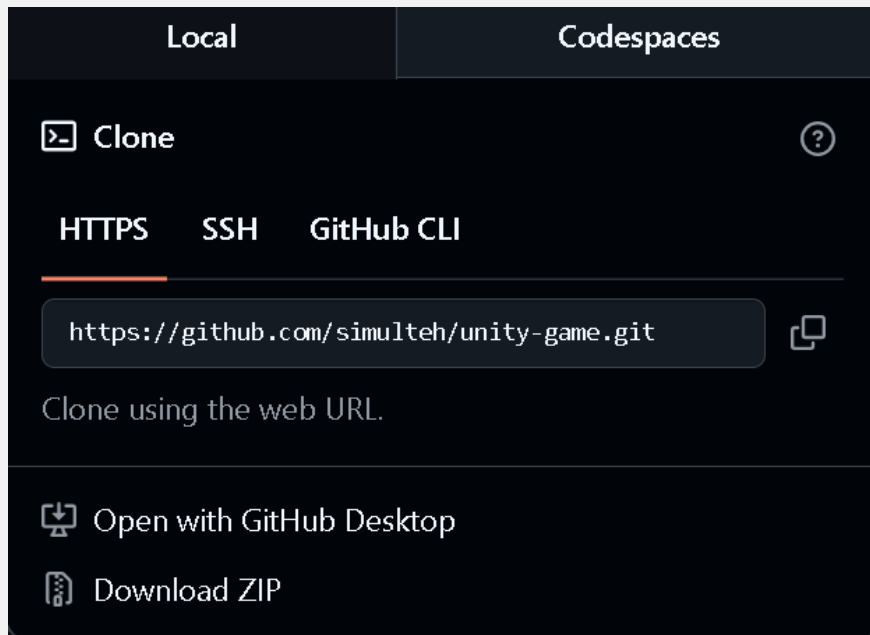 Local Codespaces
Clone
HTTPS SSH GitHub CLI
https://github.com/simulteh/unity-game.git
Clone using the web URL.
Open with GitHub Desktop
Download ZIP